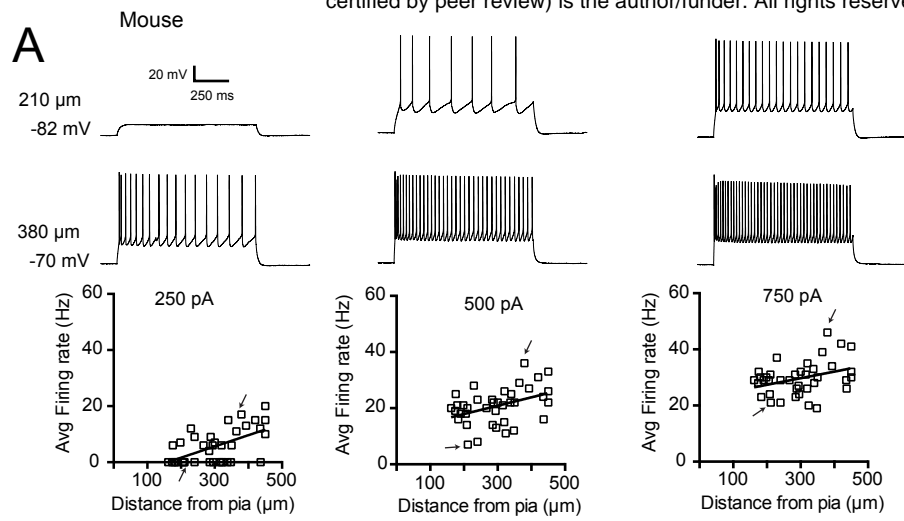 certified by peer review) is the author/funder. All rights reserve
Mouse
A
20 mV
250 ms
210 µm
-82 mV
380 µm
-70 mV
250 pA
500 pA
750 pA
Avg Firing rate (Hz)
60
40
20
0
100
300
500
Distance from pia (µm)
Avg Firing rate (Hz)
60
40
20
0
100
300
500
Distance from pia (µm)
Avg Firing rate (Hz)
60
40
20
0
100
300
500
Distance from pia (µm)